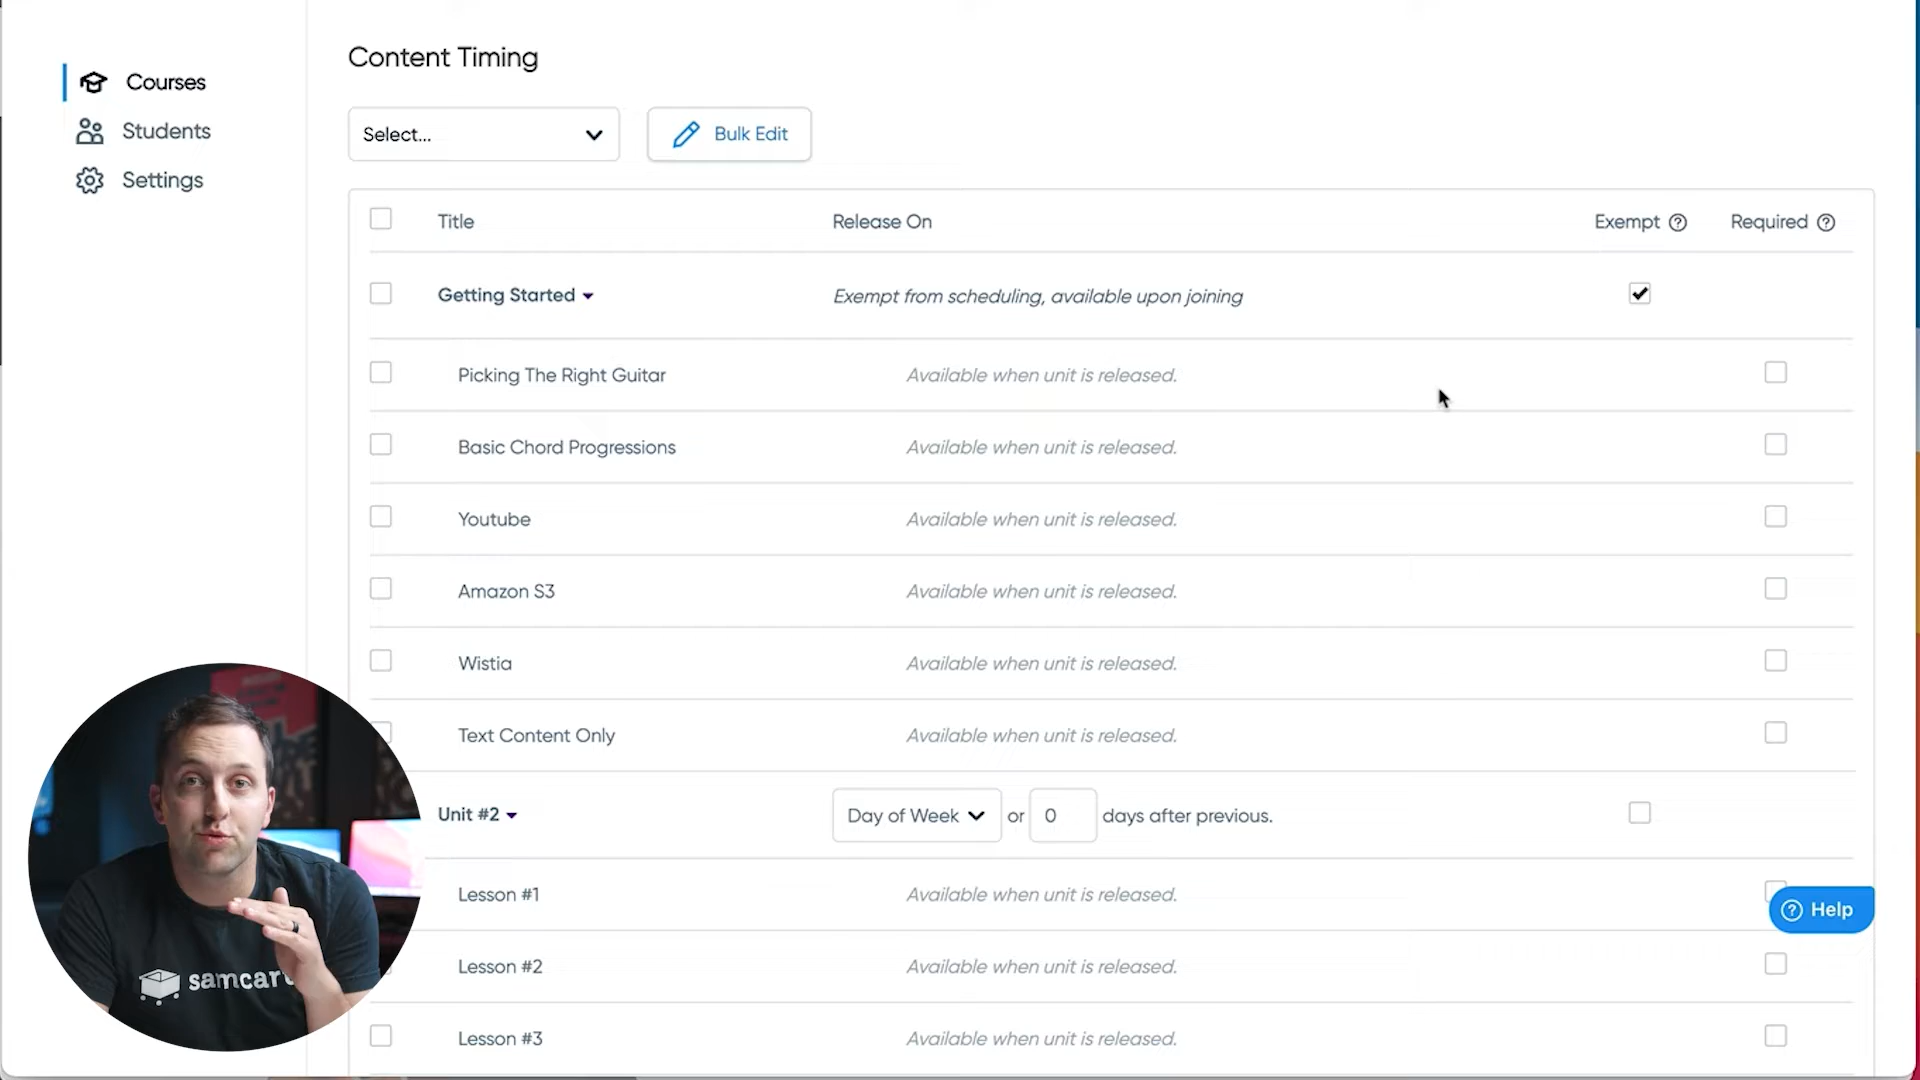 Content Timing
Courses
Students
Settings
Select...
Bulk Edit
Title
Release On
Exempt
Required
Getting Started
Exempt from scheduling, available upon joining
Picking The Right Guitar
Available when unit is released.
Basic Chord Progressions
Available when unit is released.
Youtube
Available when unit is released.
Amazon S3
Available when unit is released.
Wistia
Available when unit is released.
Text Content Only
Available when unit is released.
Unit #2
Day of Week
or
0
days after previous.
Lesson #1
Available when unit is released.
Help
Lesson #2
Available when unit is released.
samcart
Lesson #3
Available when unit is released.